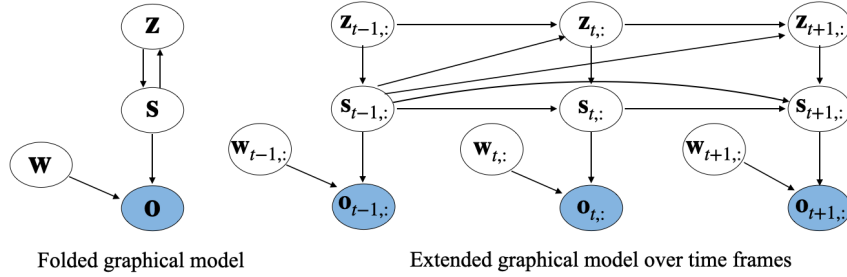 z
z_{t−1,:} z_{t,:} z_{t+1,:}
s
s_{t−1,:} s_{t,:} s_{t+1,:}
w
w_{t−1,:} w_{t,:} w_{t+1,:}
o
o_{t−1,:} o_{t,:} o_{t+1,:}
Folded graphical model
Extended graphical model over time frames